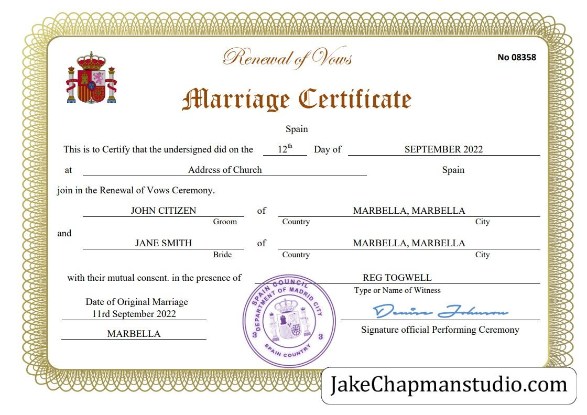 Renewal of Vows
No 08358
Marriage Certificate
Spain
This is to Certify that the undersigned did on the 12th Day of SEPTEMBER 2022
at Address of Church Spain
join in the Renewal of Vows Ceremony.
JOHN CITIZEN of MARBELLA, MARBELLA
Groom Country City
and
JANE SMITH of MARBELLA, MARBELLA
Bride Country City
with their mutual consent. in the presence of REG TOGWELL
Type or Name of Witness
Date of Original Marriage
11rd September 2022
MARBELLA
SPAIN COUNCIL
DEPARTMENT OF MADRID CITY
SPAIN COUNTRY
Denise Johnson
Signature official Performing Ceremony
JakeChapmanstudio.com